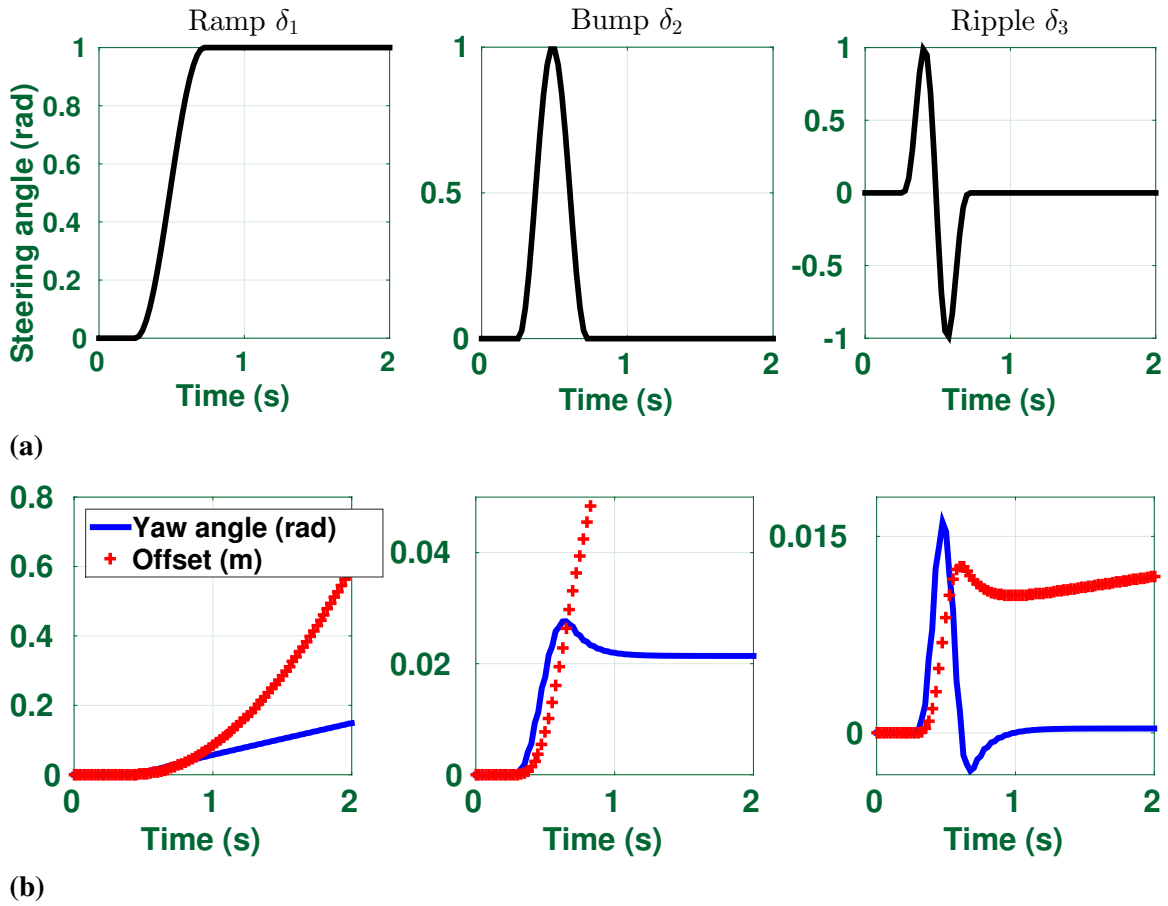 Ramp δ1
Bump δ2
Ripple δ3
Steering angle (rad)
1
0.8
0.6
0.4
0.2
0
0 1 2
Time (s)
1
0.5
0
0 1 2
Time (s)
1
0.5
0
-0.5
-1
0 1 2
Time (s)
(a)
0.8
0.6
0.4
0.2
0
Yaw angle (rad)
Offset (m)
0 1 2
Time (s)
0.04
0.02
0
0 1 2
Time (s)
0.015
0
0 1 2
Time (s)
(b)